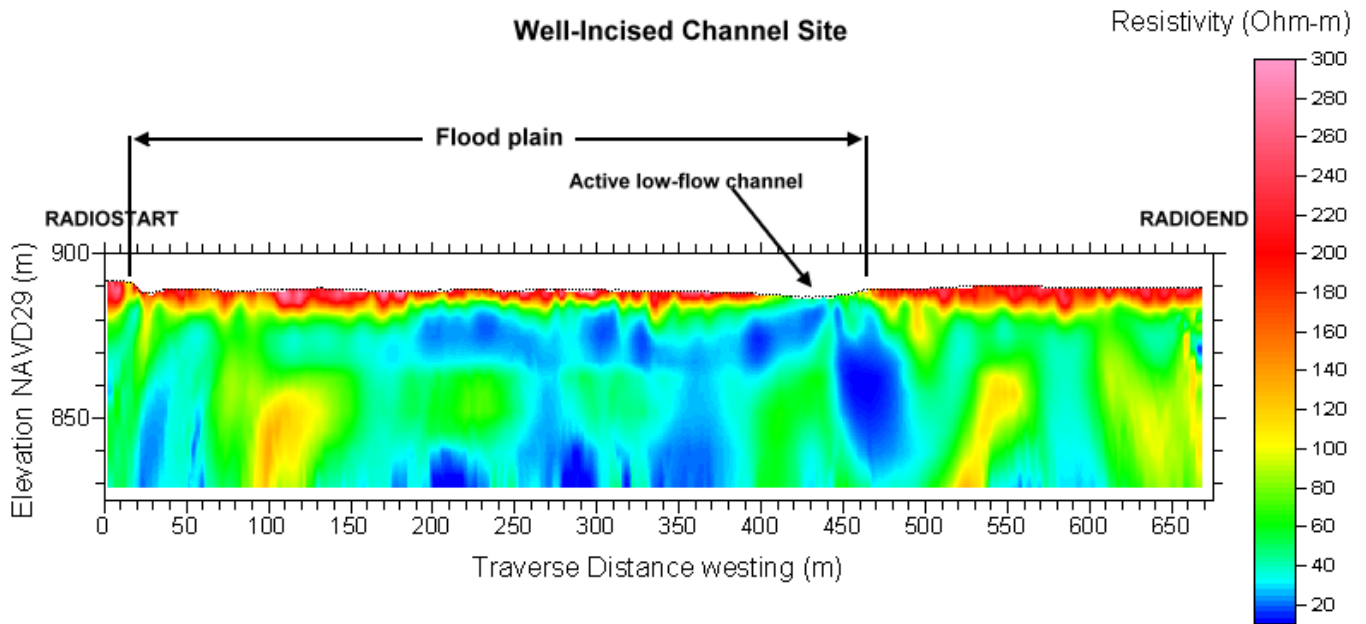 Well-Incised Channel Site
Resistivity (Ohm-m)
Flood plain
Active low-flow channel
RADIOSTART
RADIOEND
Elevation NAVD29 (m)
900
850
0 50 100 150 200 250 300 350 400 450 500 550 600 650
Traverse Distance westing (m)
300
280
260
240
220
200
180
160
140
120
100
80
60
40
20